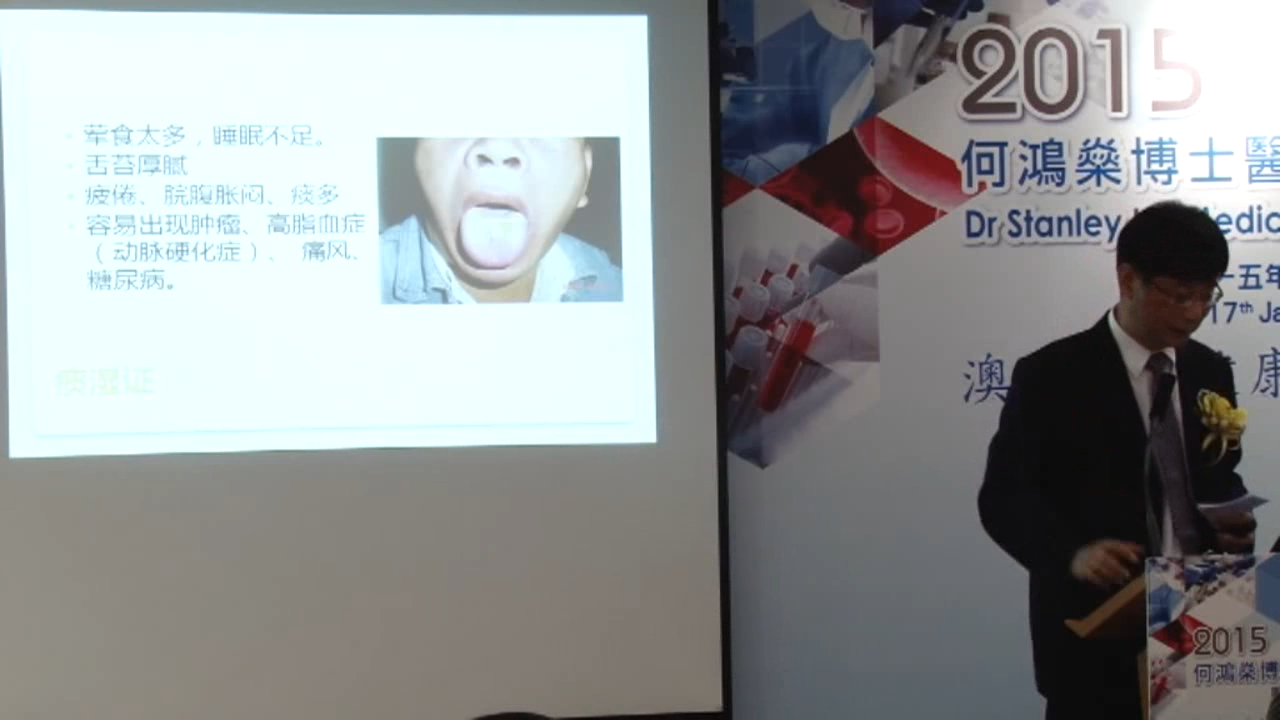 荤食太多，睡眠不足。
舌苔厚腻
疲倦、脘腹胀闷、痰多
容易出现肿瘤、高脂血症
（动脉硬化症）、 痛风、
糖尿病。
痰湿证
2015
何鴻燊博士醫
Dr Stanley
五年
17th Ja
澳
康
2015
何鴻燊博